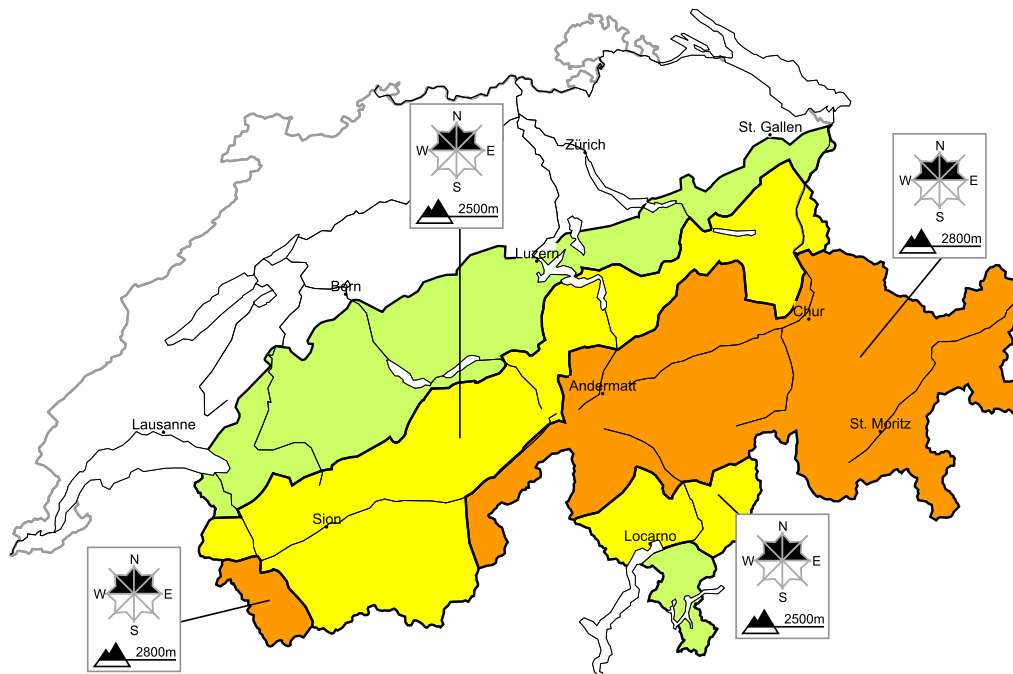 St. Gallen
Zürich
N
W E
S
2500m
N
W E
S
2800m
Luzern
Bern
Chur
Andermatt
Lausanne
St. Moritz
Sion
Locarno
N
W E
S
2500m
N
W E
S
2800m